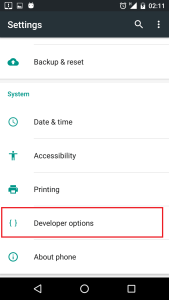 02:11
Settings
Backup & reset
System
Date & time
Accessibility
Printing
{ } Developer options
About phone